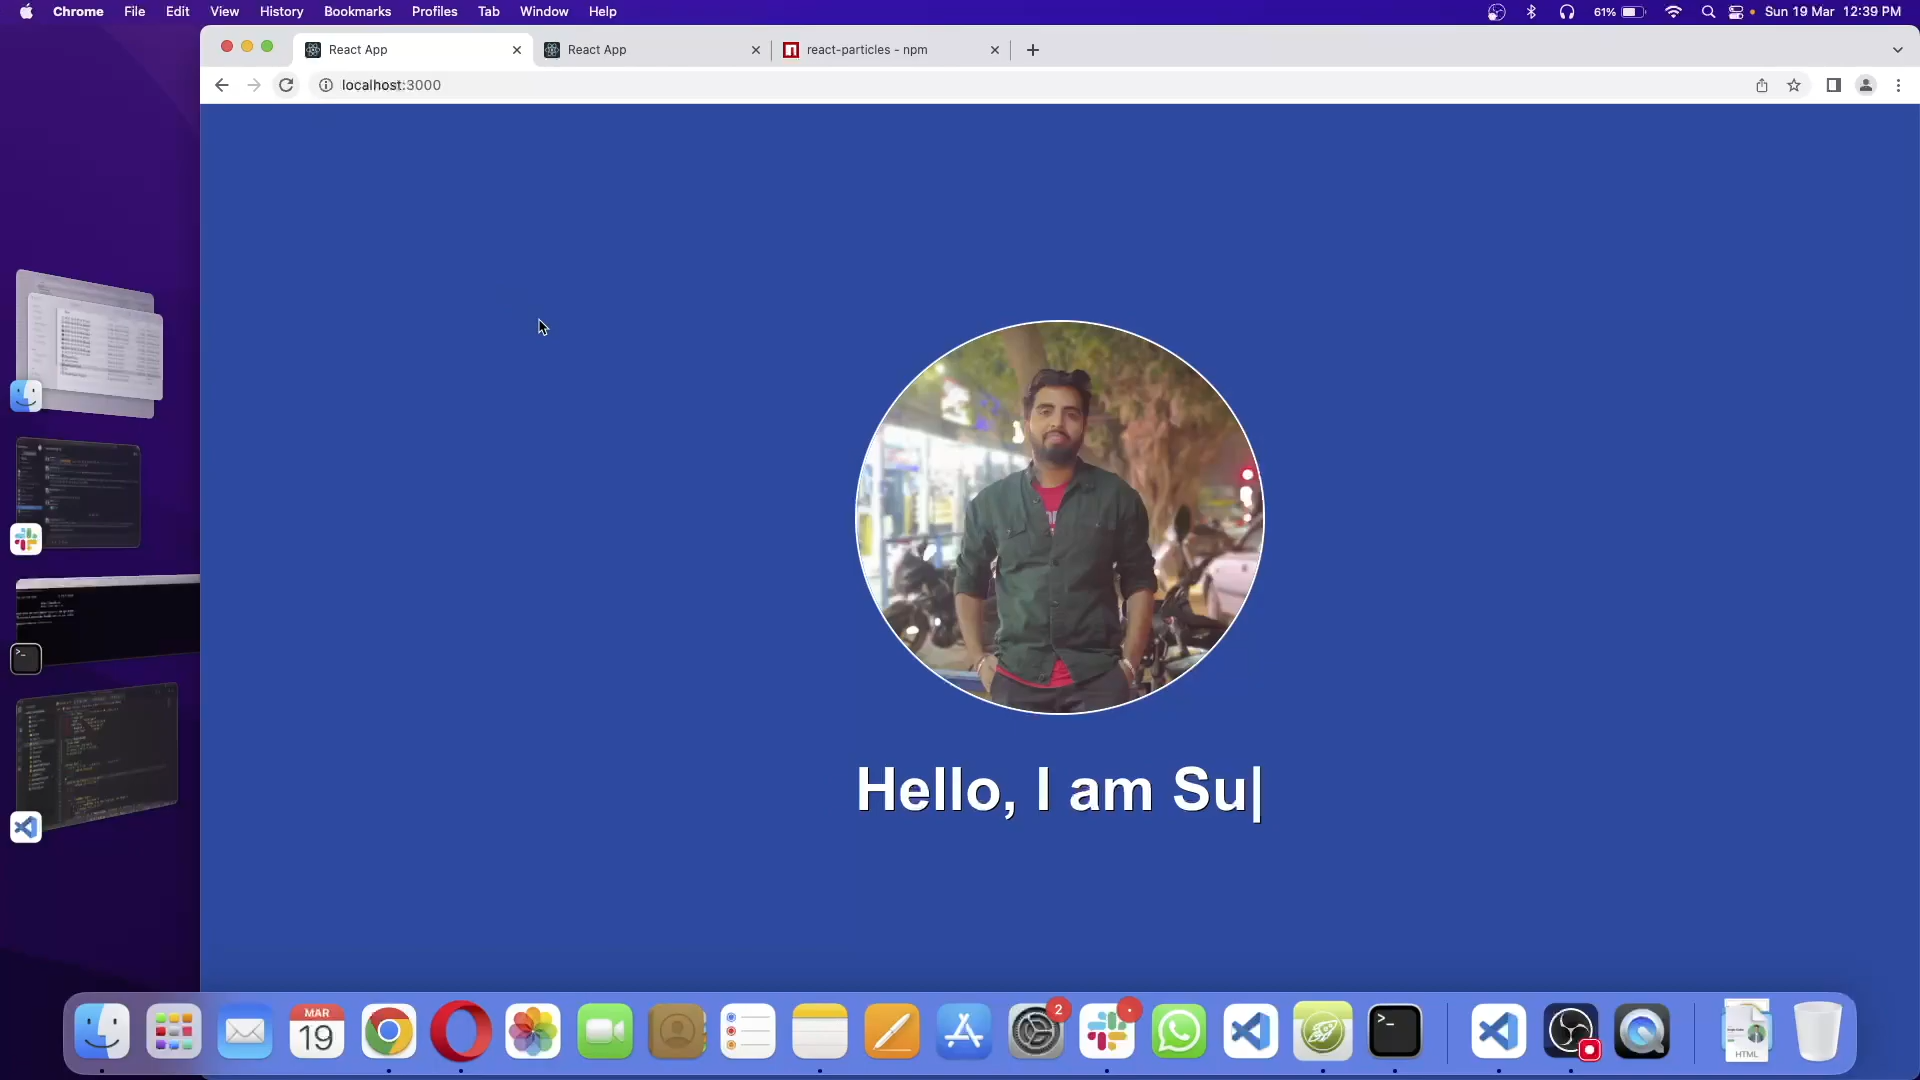 Chrome File Edit View History Bookmarks Profiles Tab Window Help
61% Sun 19 Mar 12:39 PM
React App
React App
react-particles - npm
localhost:3000
Hello, I am Su|
MAR
19
2
HTML